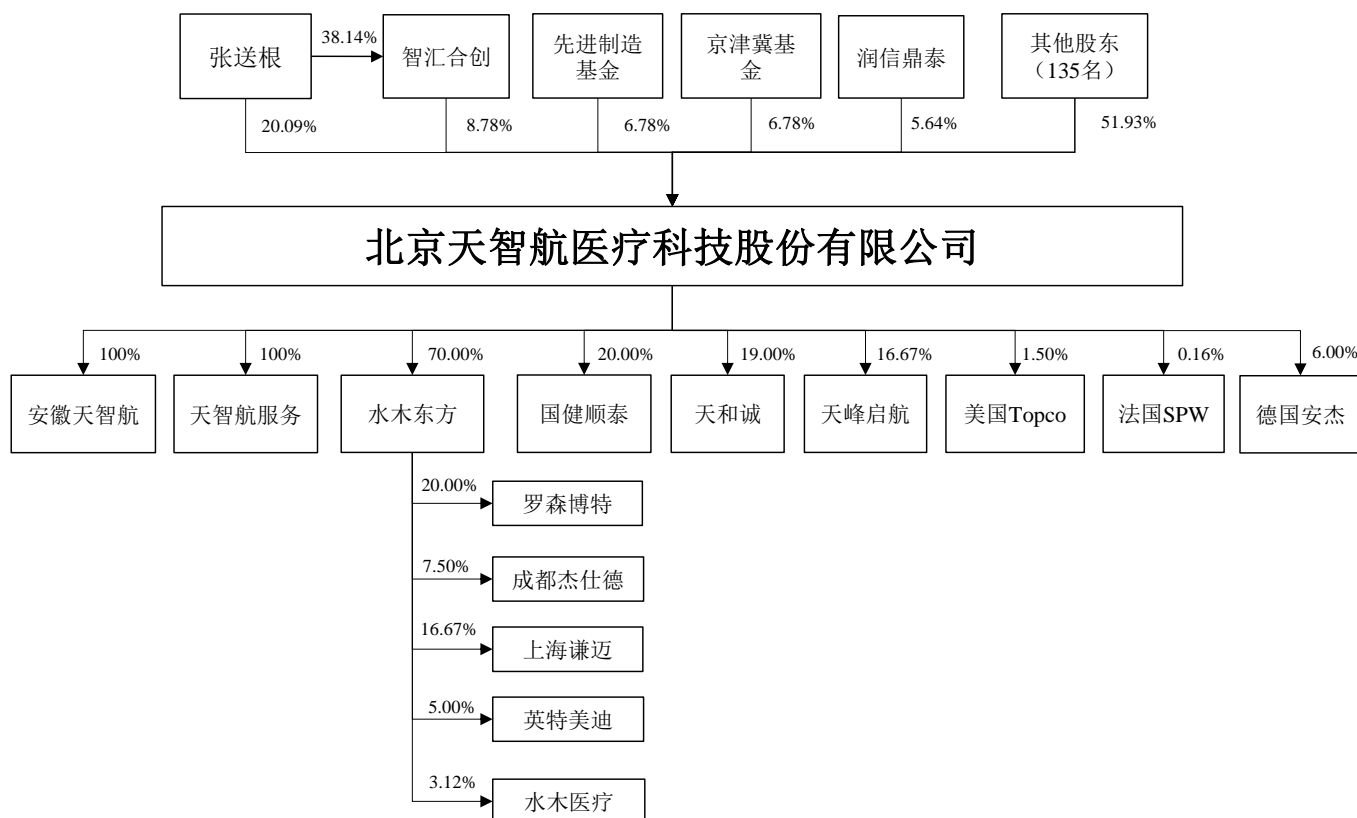 张送根
38.14%
智汇合创
先进制造
基金
京津冀基
金
润信鼎泰
其他股东
（135名）
20.09%
8.78%
6.78%
6.78%
5.64%
51.93%
北京天智航医疗科技股份有限公司
100%
100%
70.00%
20.00%
19.00%
16.67%
1.50%
0.16%
6.00%
安徽天智航
天智航服务
水木东方
国健顺泰
天和诚
天峰启航
美国Topco
法国SPW
德国安杰
20.00%
罗森博特
7.50%
成都杰仕德
16.67%
上海谦迈
5.00%
英特美迪
3.12%
水木医疗